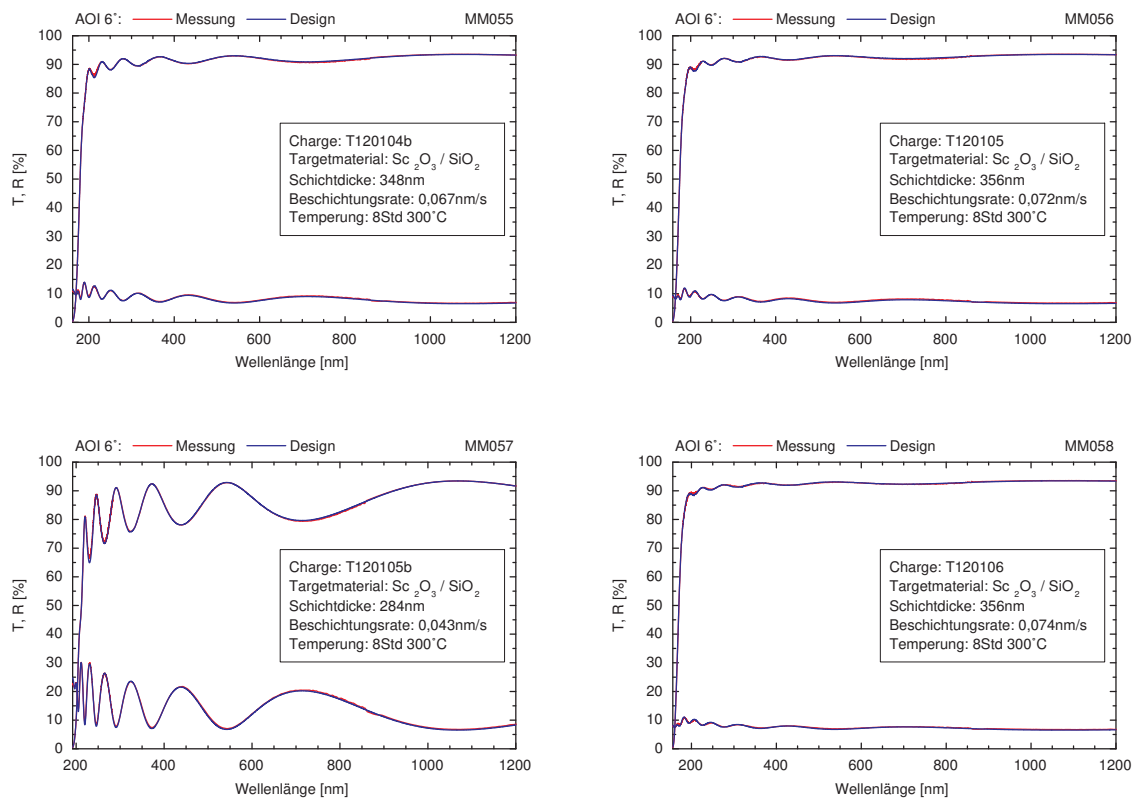 AOI 6°: Messung Design MM055
100
90
80
70
60
50
40
30
20
10
0
T, R [%]
Charge: T120104b
Targetmaterial: Sc2O3 / SiO2
Schichtdicke: 348nm
Beschichtungsrate: 0,067nm/s
Temperung: 8Std 300°C
200 400 600 800 1000 1200
Wellenlänge [nm]
AOI 6°: Messung Design MM056
100
90
80
70
60
50
40
30
20
10
0
T, R [%]
Charge: T120105
Targetmaterial: Sc2O3 / SiO2
Schichtdicke: 356nm
Beschichtungsrate: 0,072nm/s
Temperung: 8Std 300°C
200 400 600 800 1000 1200
Wellenlänge [nm]
AOI 6°: Messung Design MM057
100
90
80
70
60
50
40
30
20
10
0
T, R [%]
Charge: T120105b
Targetmaterial: Sc2O3 / SiO2
Schichtdicke: 284nm
Beschichtungsrate: 0,043nm/s
Temperung: 8Std 300°C
200 400 600 800 1000 1200
Wellenlänge [nm]
AOI 6°: Messung Design MM058
100
90
80
70
60
50
40
30
20
10
0
T, R [%]
Charge: T120106
Targetmaterial: Sc2O3 / SiO2
Schichtdicke: 356nm
Beschichtungsrate: 0,074nm/s
Temperung: 8Std 300°C
200 400 600 800 1000 1200
Wellenlänge [nm]